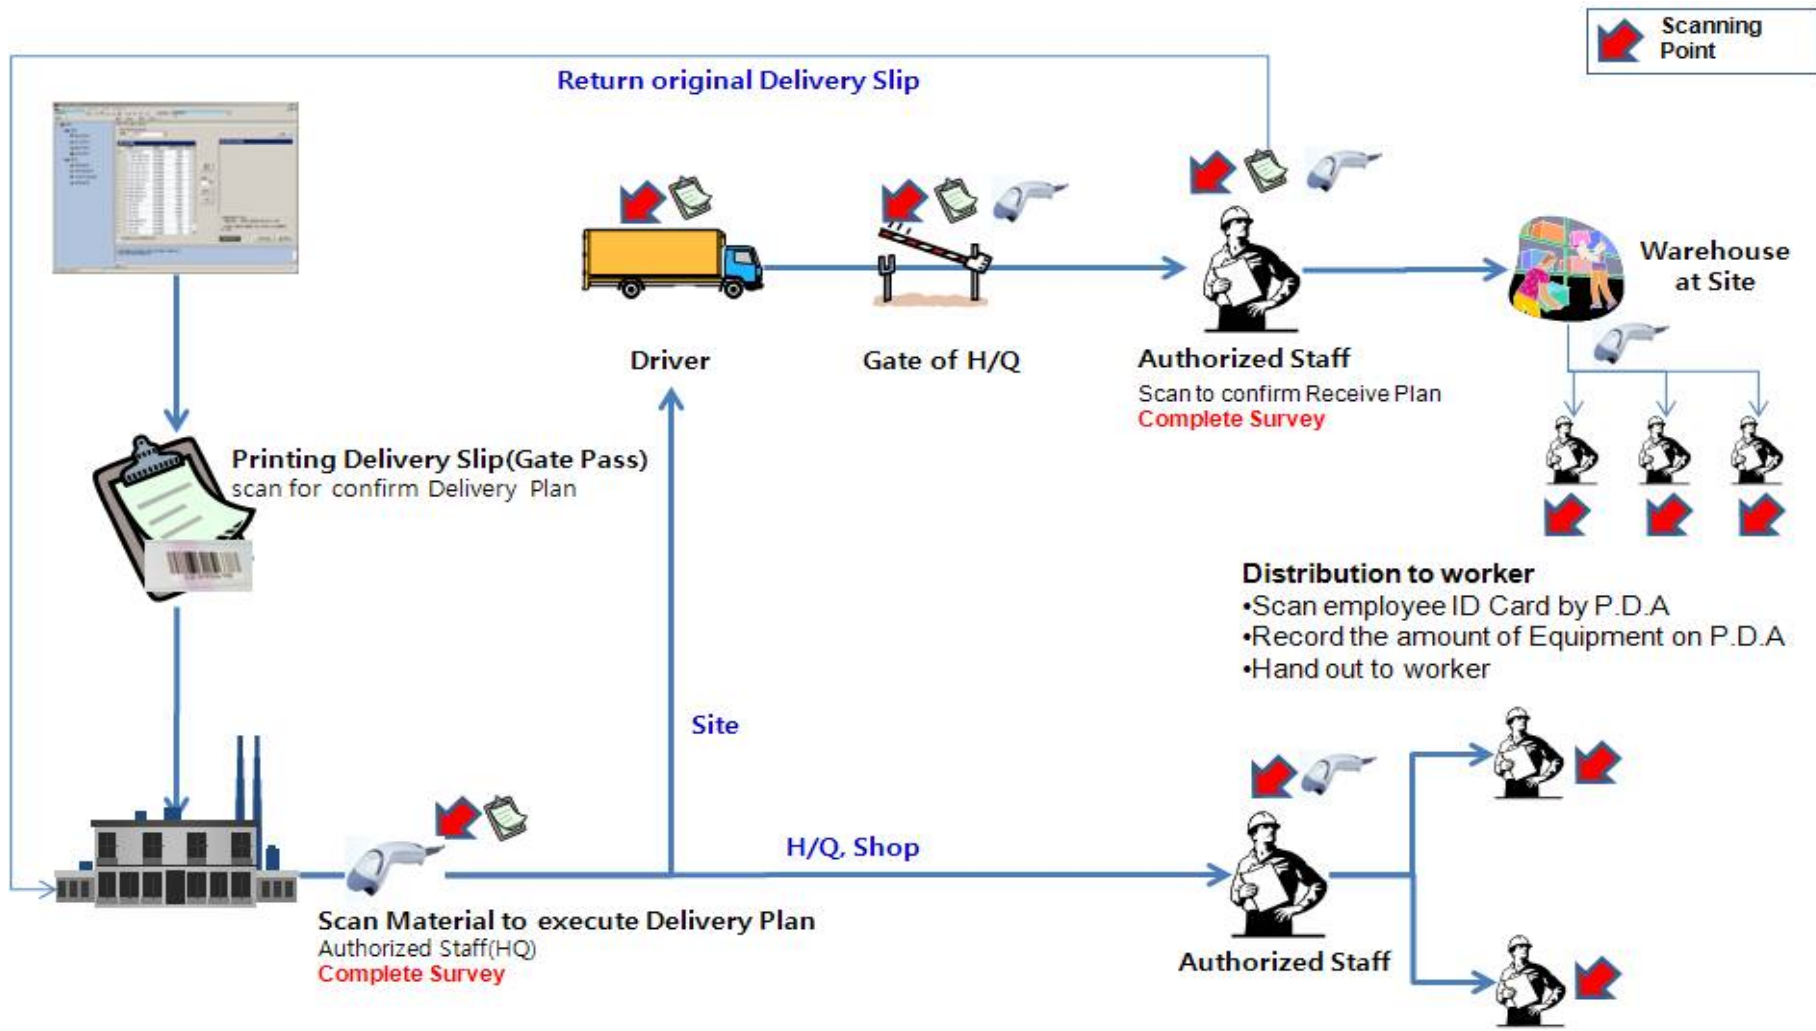 Scanning
Point
Return original Delivery Slip
Warehouse
at Site
Driver
Gate of H/Q
Authorized Staff
Scan to confirm Receive Plan
Complete Survey
Printing Delivery Slip(Gate Pass)
scan for confirm Delivery Plan
Distribution to worker
•Scan employee ID Card by P.D.A
•Record the amount of Equipment on P.D.A
•Hand out to worker
Site
H/Q, Shop
Scan Material to execute Delivery Plan
Authorized Staff(HQ)
Complete Survey
Authorized Staff